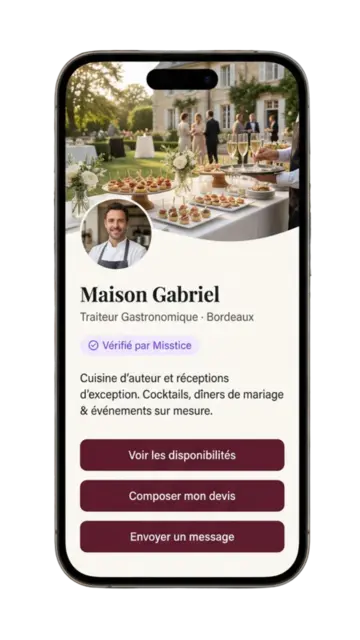 Maison Gabriel
Traiteur Gastronomique · Bordeaux
Vérifié par Misstice
Cuisine d’auteur et réceptions
d’exception. Cocktails, dîners de mariage
& événements sur mesure.
Voir les disponibilités
Composer mon devis
Envoyer un message